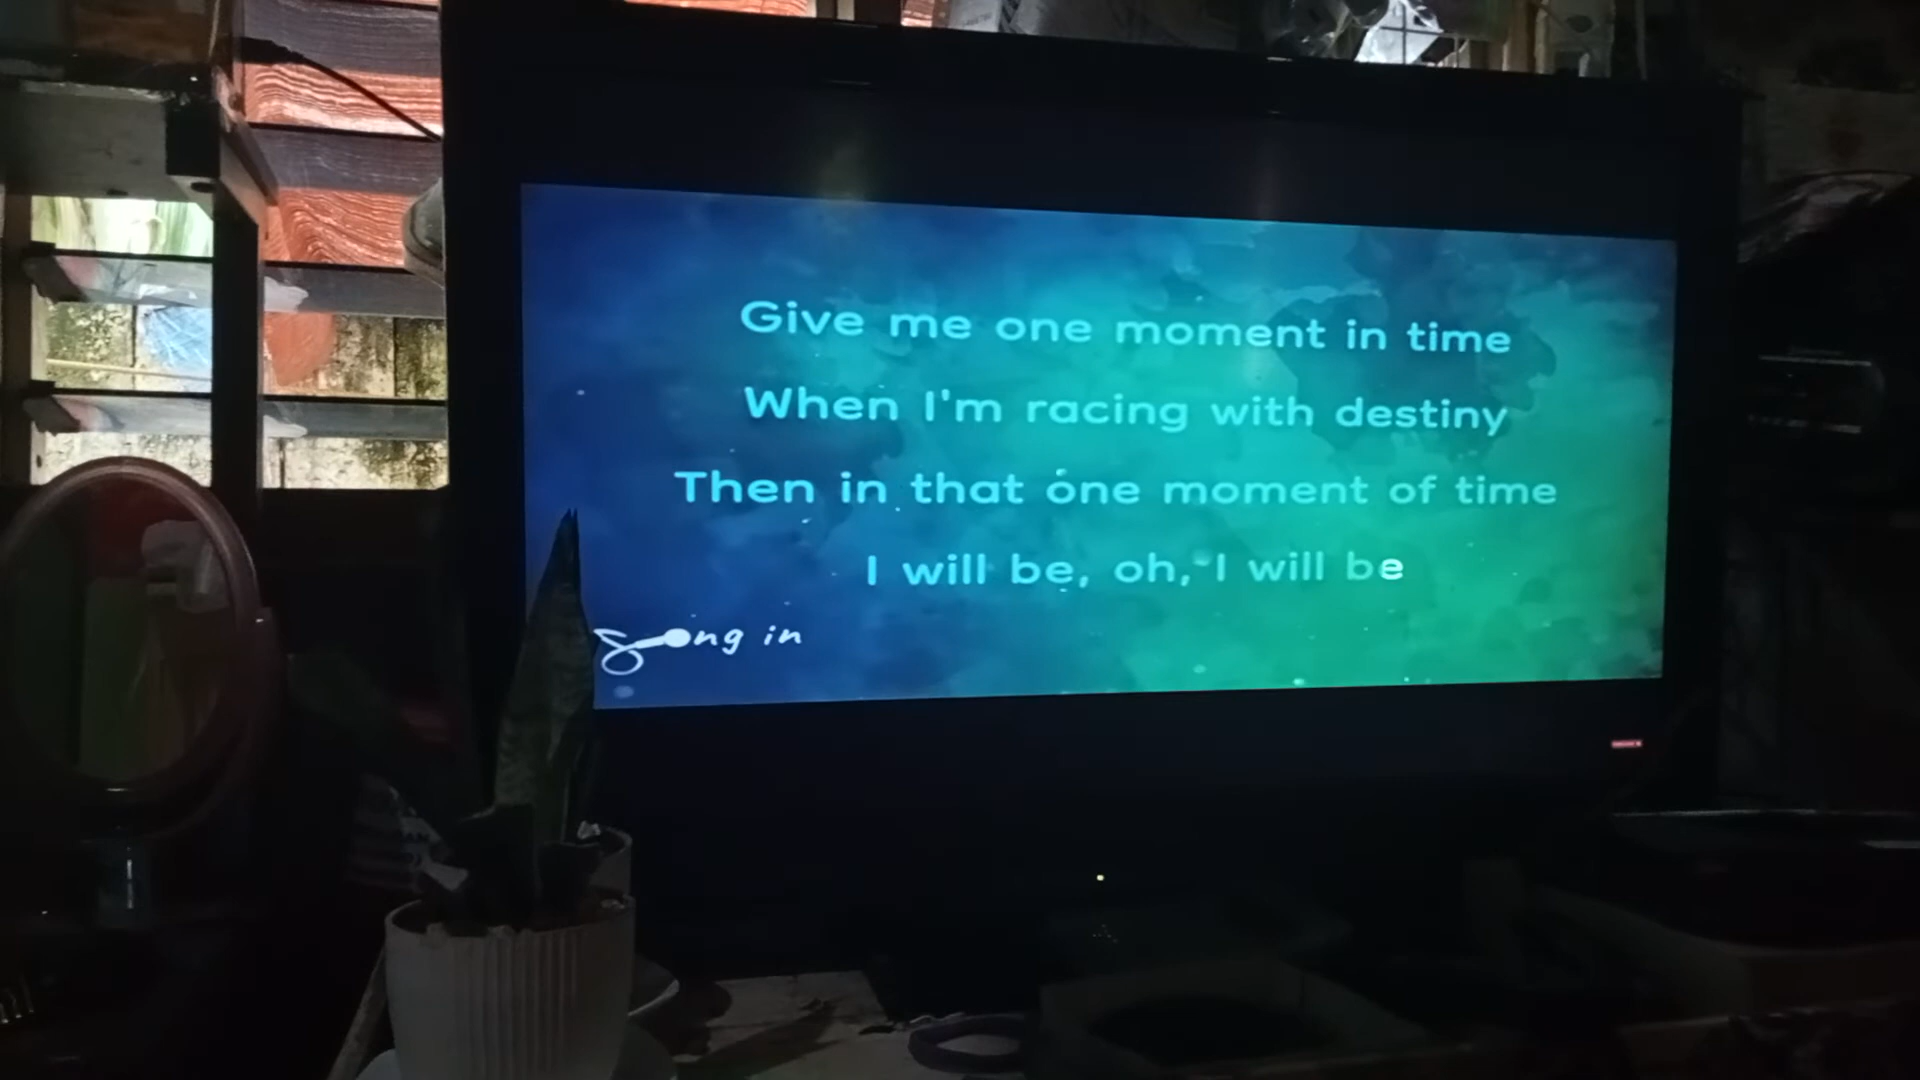 Give me one moment in time
When I'm racing with destiny
Then in that one moment of time
I will be, oh, I will be
Song in